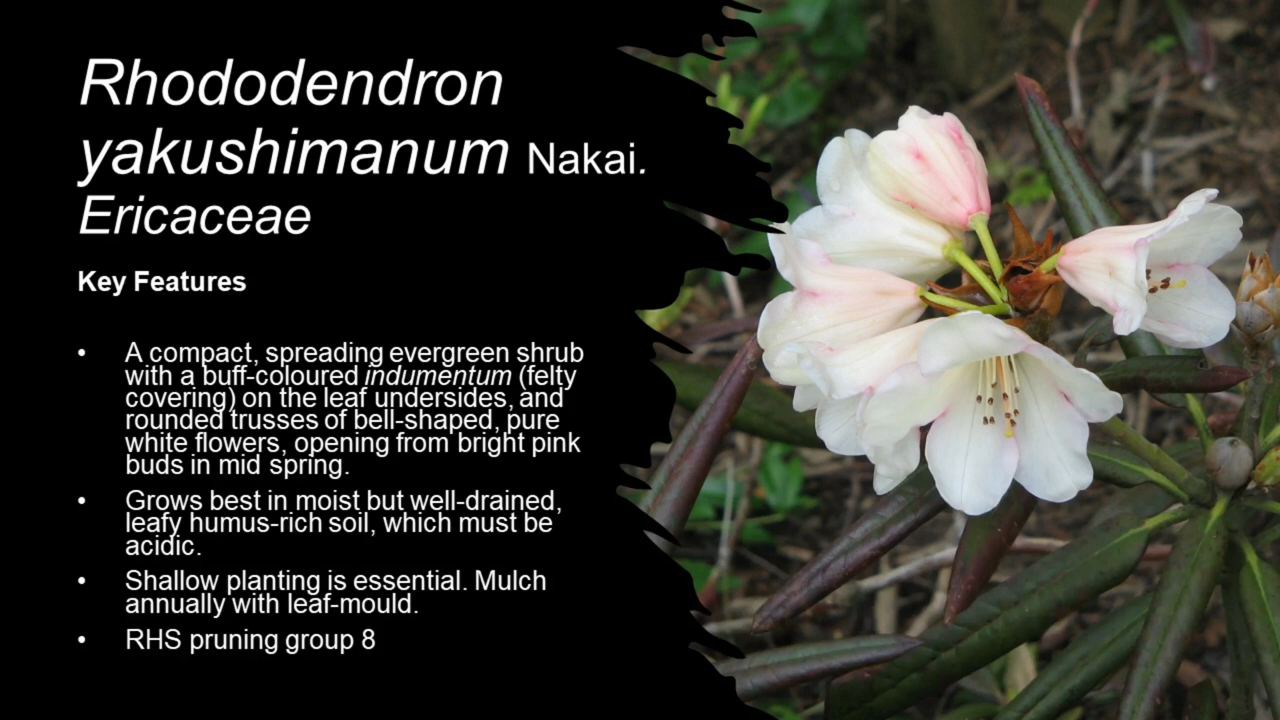 Rhododendron
yakushimanum Nakai.
Ericaceae
Key Features
• A compact, spreading evergreen shrub
with a buff-coloured indumentum (felty
covering) on the leaf undersides, and
rounded trusses of bell-shaped, pure
white flowers, opening from bright pink
buds in mid spring.
• Grows best in moist but well-drained,
leafy humus-rich soil, which must be
acidic.
• Shallow planting is essential. Mulch
annually with leaf-mould.
• RHS pruning group 8